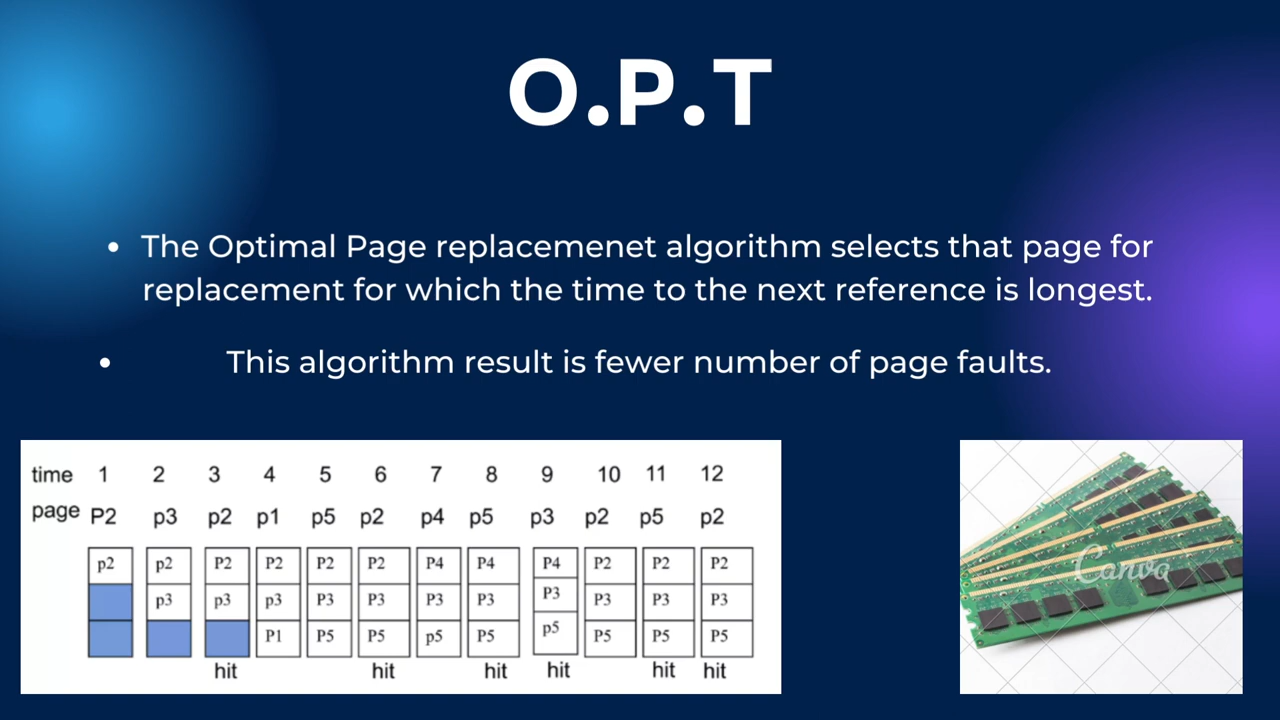 O.P.T
• The Optimal Page replacemenet algorithm selects that page for
replacement for which the time to the next reference is longest.
• This algorithm result is fewer number of page faults.
time 1 2 3 4 5 6 7 8 9 10 11 12
page P2 p3 p2 p1 p5 p2 p4 p5 p3 p2 p5 p2
p2 p2 P2 P2 P2 P2 P4 P4 P4 P2 P2 P2
p3 p3 p3 P3 P3 P3 P3 P3 P3 P3 P3
P1 P5 P5 p5 P5 p5 P5 P5 P5
hit hit hit hit hit hit
Canva